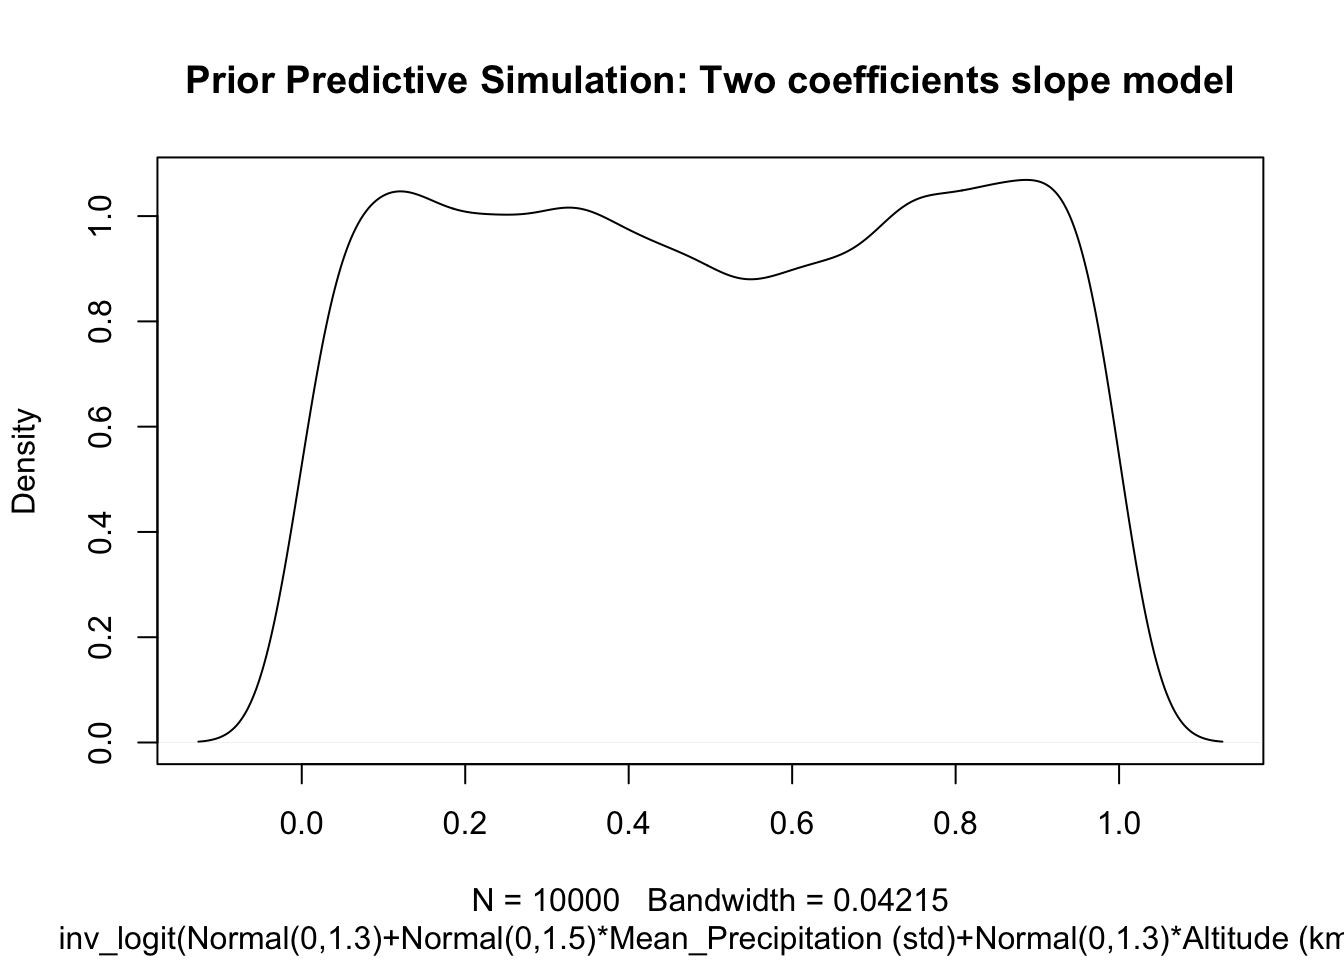 Prior Predictive Simulation: Two coefficients slope model
Density
1.0
0.8
0.6
0.4
0.2
0.0
0.0 0.2 0.4 0.6 0.8 1.0
N = 10000 Bandwidth = 0.04215
inv_logit(Normal(0,1.3)+Normal(0,1.5)*Mean_Precipitation (std)+Normal(0,1.3)*Altitude (km